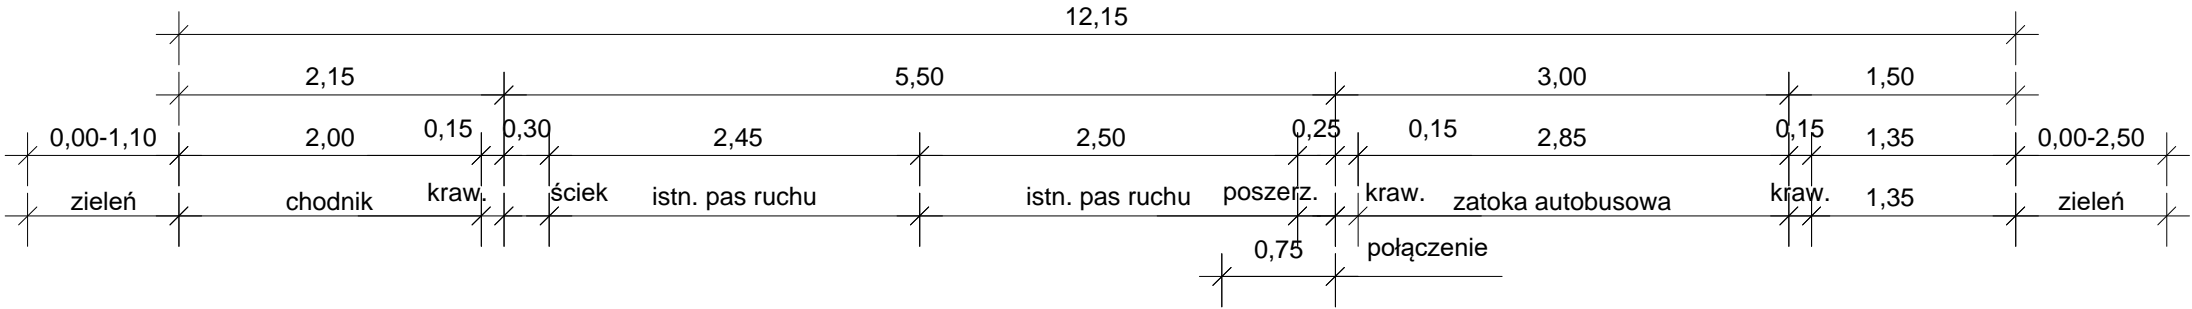 12,15
2,15 5,50 3,00 1,50
0,00-1,10 2,00 0,15 0,30 2,45 2,50 0,25 0,15 2,85 0,15 1,35 0,00-2,50
zieleń chodnik kraw. ściek istn. pas ruchu istn. pas ruchu poszerz. kraw. zatoka autobusowa kraw. 1,35 zieleń
0,75 połączenie